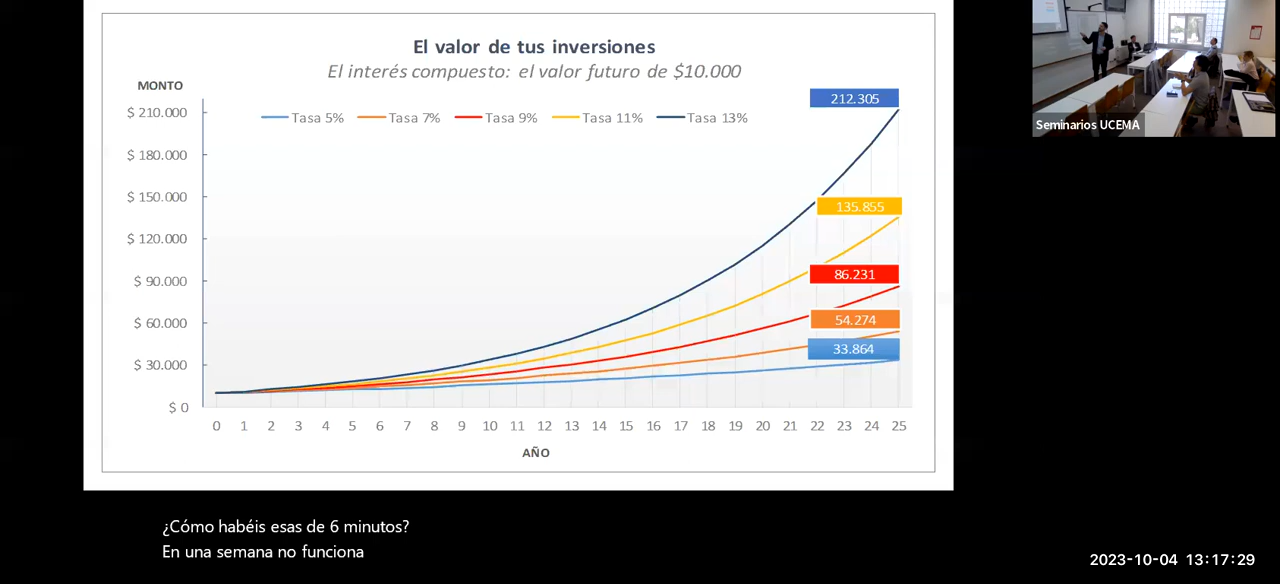 El valor de tus inversiones
El interés compuesto: el valor futuro de $10.000
MONTO
212.305
$ 210.000
Tasa 5% Tasa 7% Tasa 9% Tasa 11% Tasa 13%
$ 180.000
$ 150.000
135.855
$ 120.000
$ 90.000
86.231
$ 60.000
54.274
33.864
$ 30.000
$ 0
0 1 2 3 4 5 6 7 8 9 10 11 12 13 14 15 16 17 18 19 20 21 22 23 24 25
AÑO
Seminarios UCEMA
¿Cómo habéis esas de 6 minutos?
En una semana no funciona
2023-10-04 13:17:29